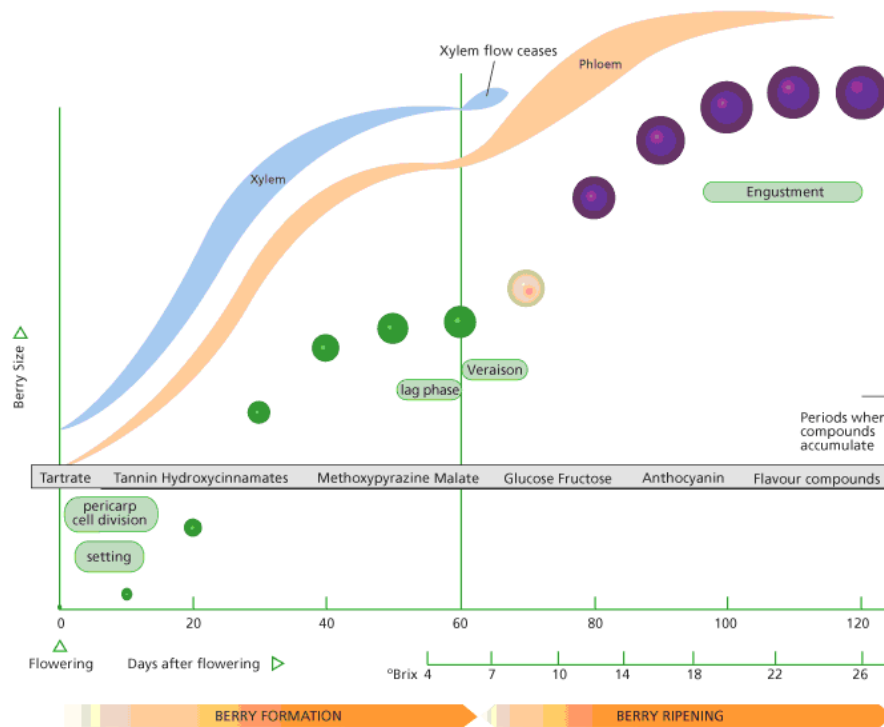 Xylem flow ceases
Phloem
Xylem
Engustment
Berry Size
Veraison
lag phase
Periods when
compounds
accumulate
Tartrate Tannin Hydroxycinnamates Methoxypyrazine Malate Glucose Fructose Anthocyanin Flavour compounds
pericarp
cell division
setting
0 20 40 60 80 100 120
Flowering Days after flowering
ºBrix 4 7 10 14 18 22 26
BERRY FORMATION BERRY RIPENING